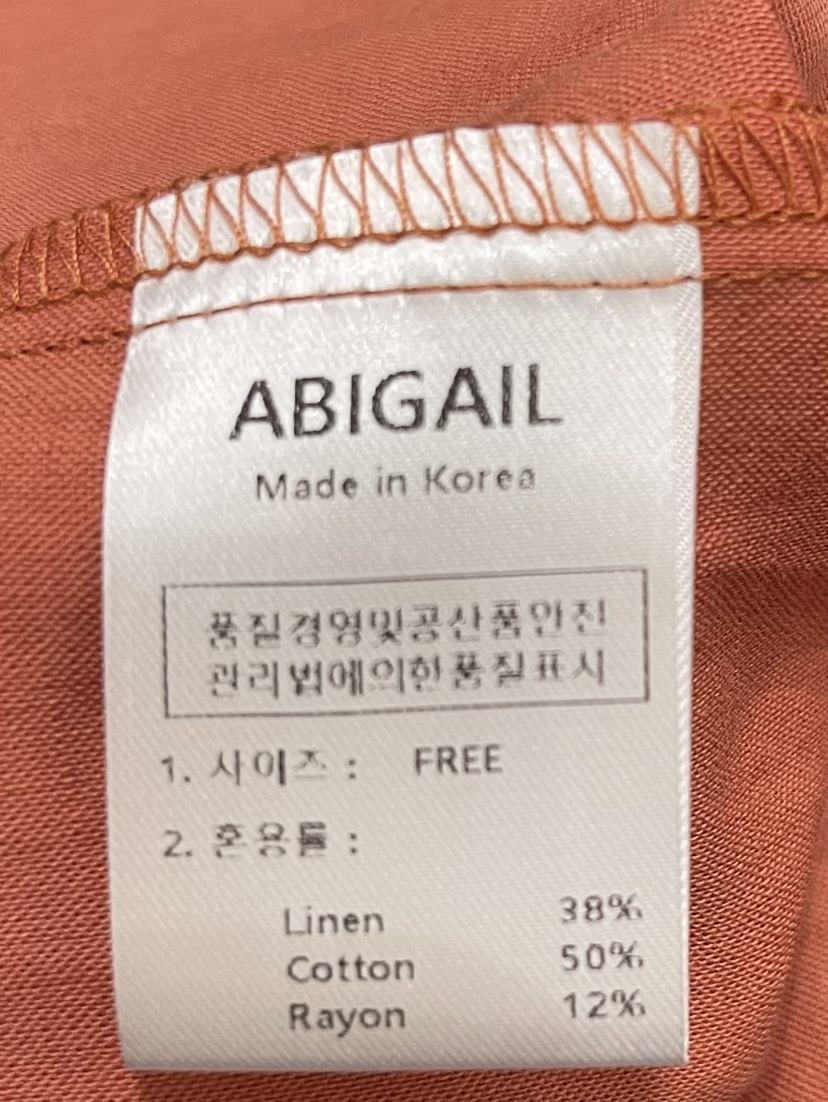 ABIGAIL
Made in Korea
품질경영및공산품안전
관리법에의한품질표시
1. 사이즈 : FREE
2. 혼용률 :
Linen 38%
Cotton 50%
Rayon 12%